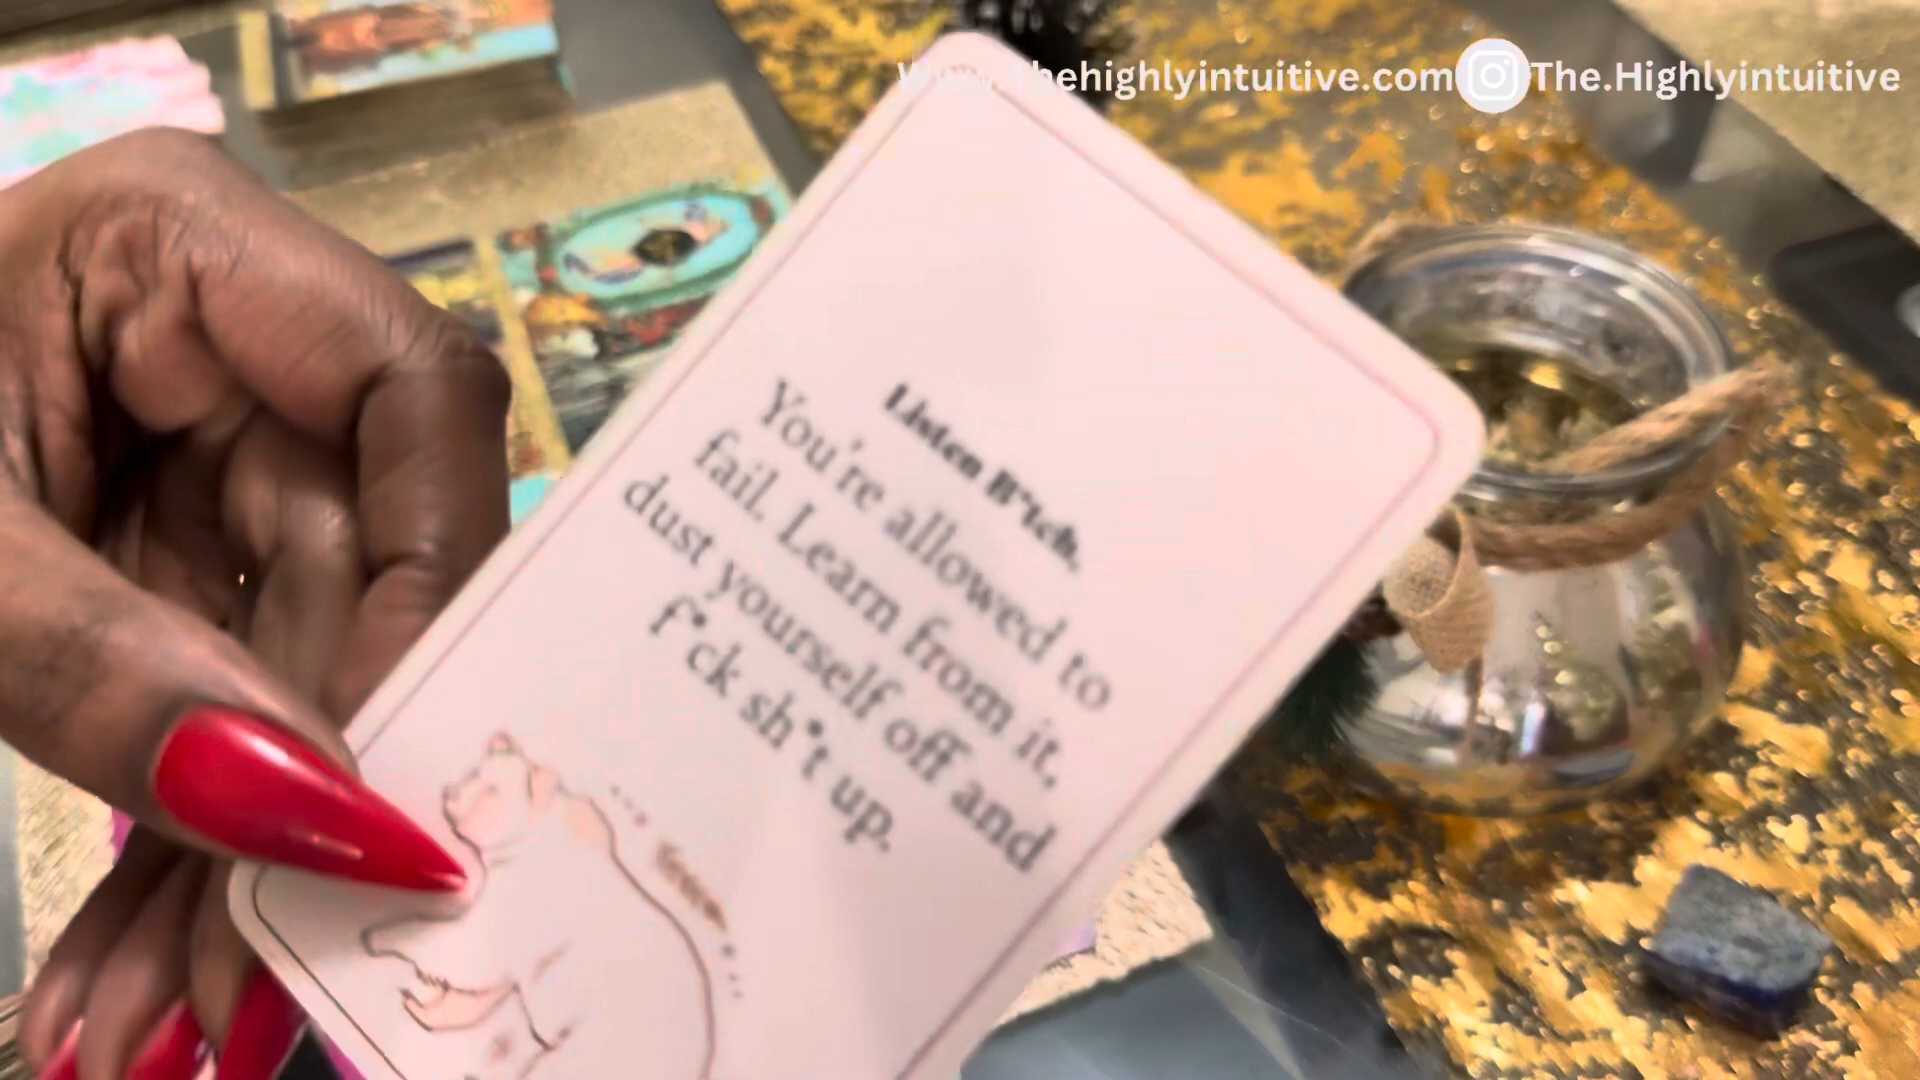 www.Thehighlyintuitive.com
The.Highlyintuitive
Listen B*tch,
You're allowed to
fail. Learn from it,
dust yourself off and
f*ck sh*t up.